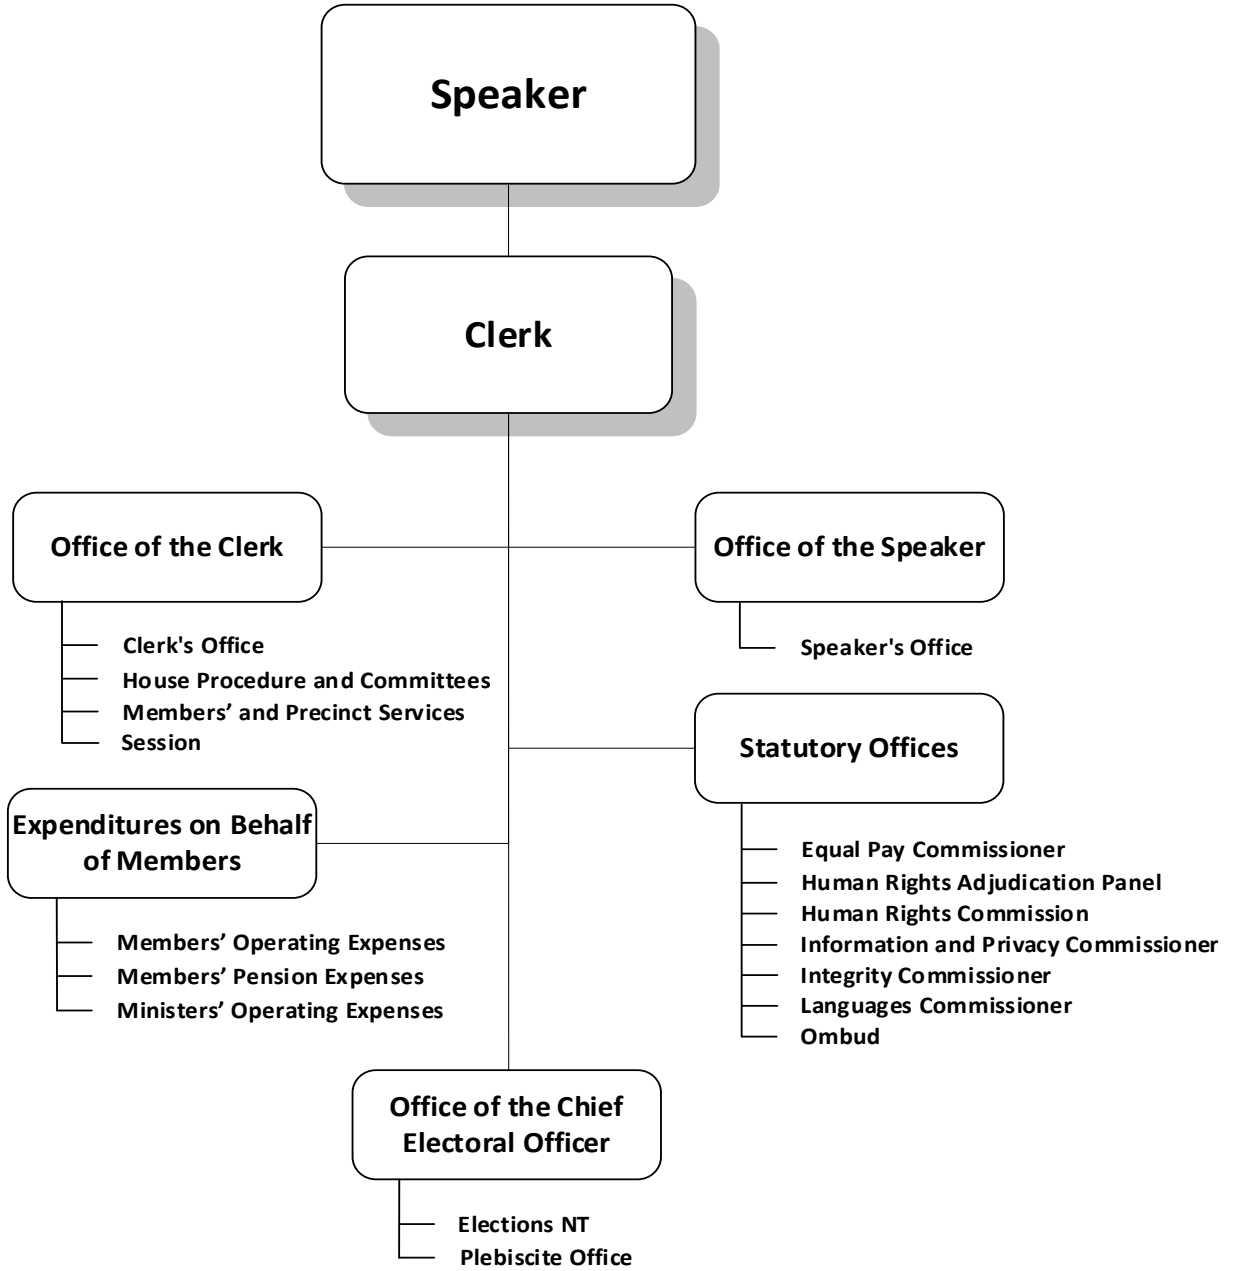 Speaker
Clerk
Office of the Clerk
Clerk's Office
House Procedure and Committees
Members’ and Precinct Services
Session
Office of the Speaker
Speaker's Office
Statutory Offices
Equal Pay Commissioner
Human Rights Adjudication Panel
Human Rights Commission
Information and Privacy Commissioner
Integrity Commissioner
Languages Commissioner
Ombud
Expenditures on Behalf
of Members
Members’ Operating Expenses
Members’ Pension Expenses
Ministers’ Operating Expenses
Office of the Chief
Electoral Officer
Elections NT
Plebiscite Office